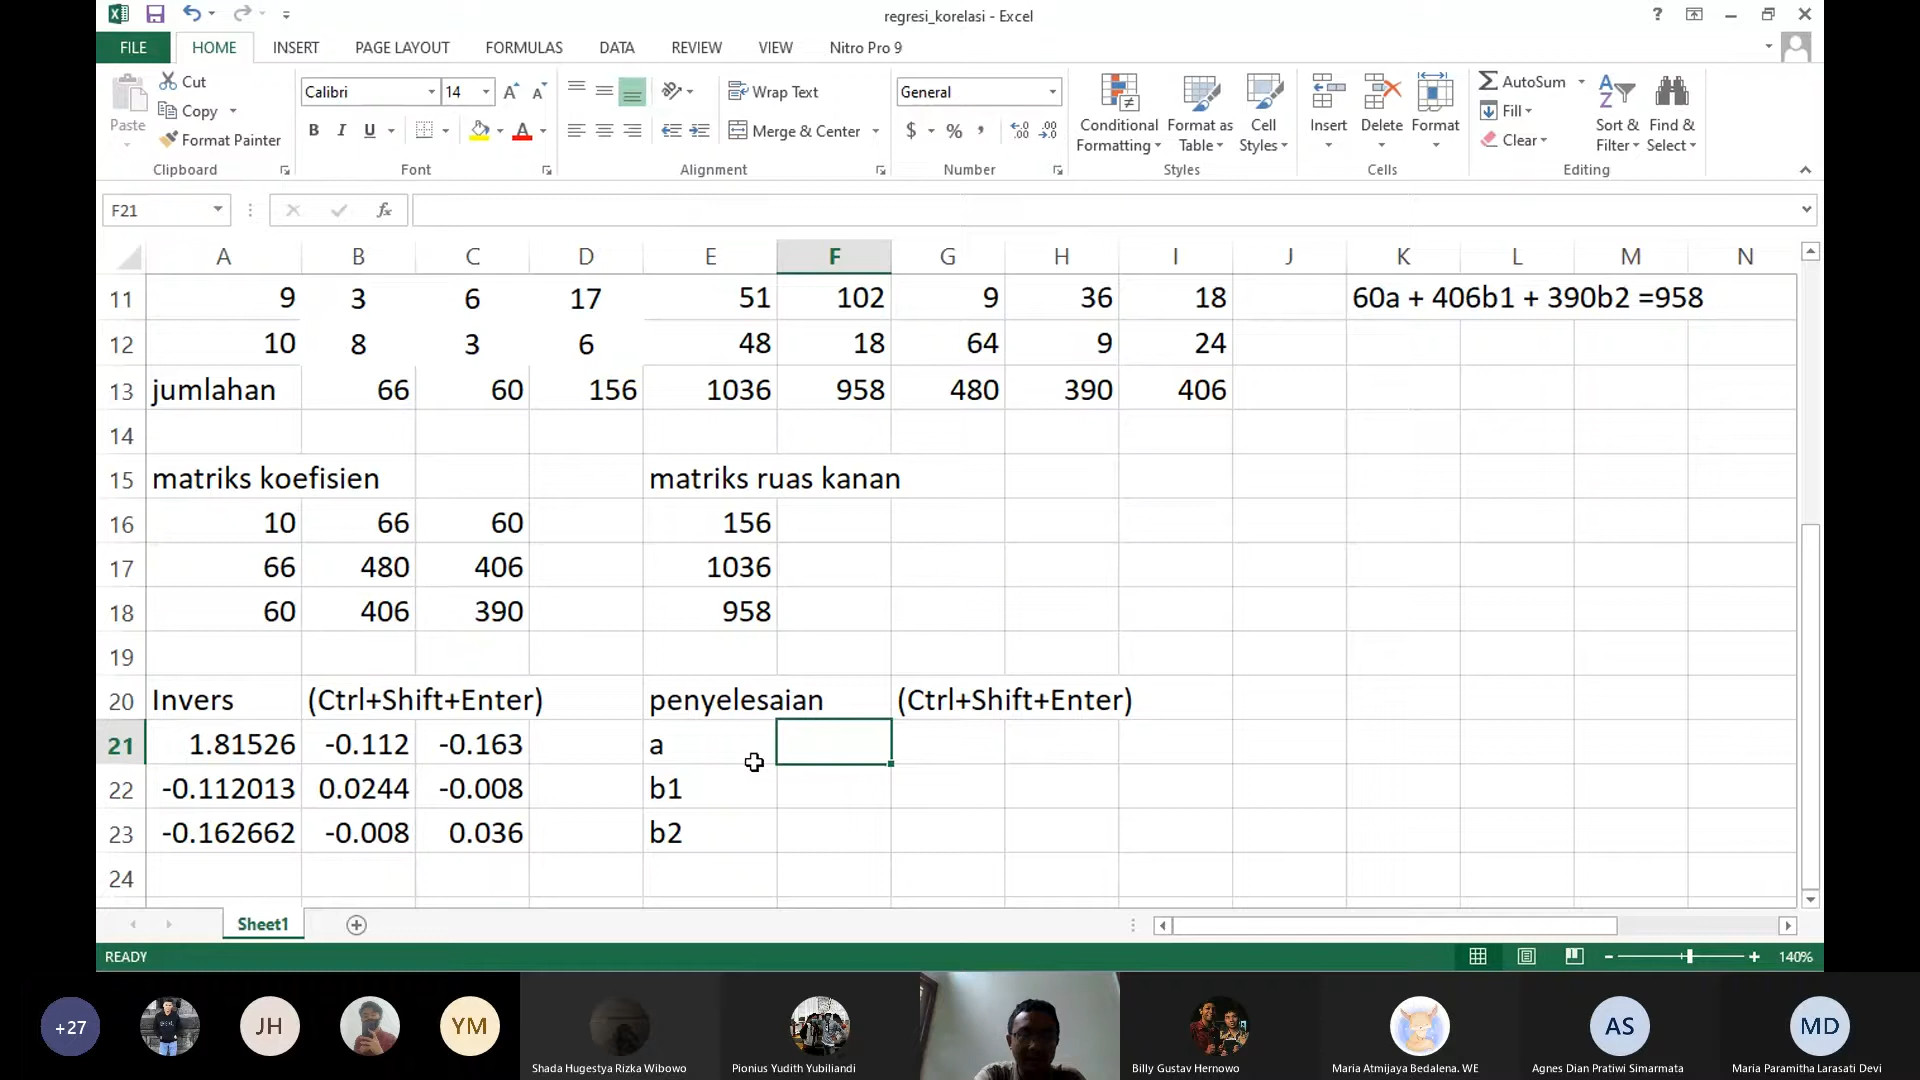 regresi_korelasi - Excel
FILE HOME INSERT PAGE LAYOUT FORMULAS DATA REVIEW VIEW Nitro Pro 9
Cut
Copy
Format Painter
Paste
Clipboard
Calibri 14
B I U
Font
Wrap Text
Merge & Center
Alignment
General
$ % ,
Number
Conditional Formatting
Format as Table
Cell Styles
Styles
Insert Delete Format
Cells
AutoSum
Fill
Clear
Sort & Filter
Find & Select
Editing
F21 fx
A B C D E F G H I J K L M N
11 9 3 6 17 51 102 9 36 18 60a + 406b1 + 390b2 =958
12 10 8 3 6 48 18 64 9 24
13 jumlahan 66 60 156 1036 958 480 390 406
14
15 matriks koefisien matriks ruas kanan
16 10 66 60 156
17 66 480 406 1036
18 60 406 390 958
19
20 Invers (Ctrl+Shift+Enter) penyelesaian (Ctrl+Shift+Enter)
21 1.81526 -0.112 -0.163 a
22 -0.112013 0.0244 -0.008 b1
23 -0.162662 -0.008 0.036 b2
24
Sheet1
READY 140%
+27 JH YM AS MD
Shada Hugestya Rizka Wibowo Pionius Yudith Yubiliandi Billy Gustav Hernowo Maria Atmijaya Bedalena. WE Agnes Dian Pratiwi Simarmata Maria Paramitha Larasati Devi